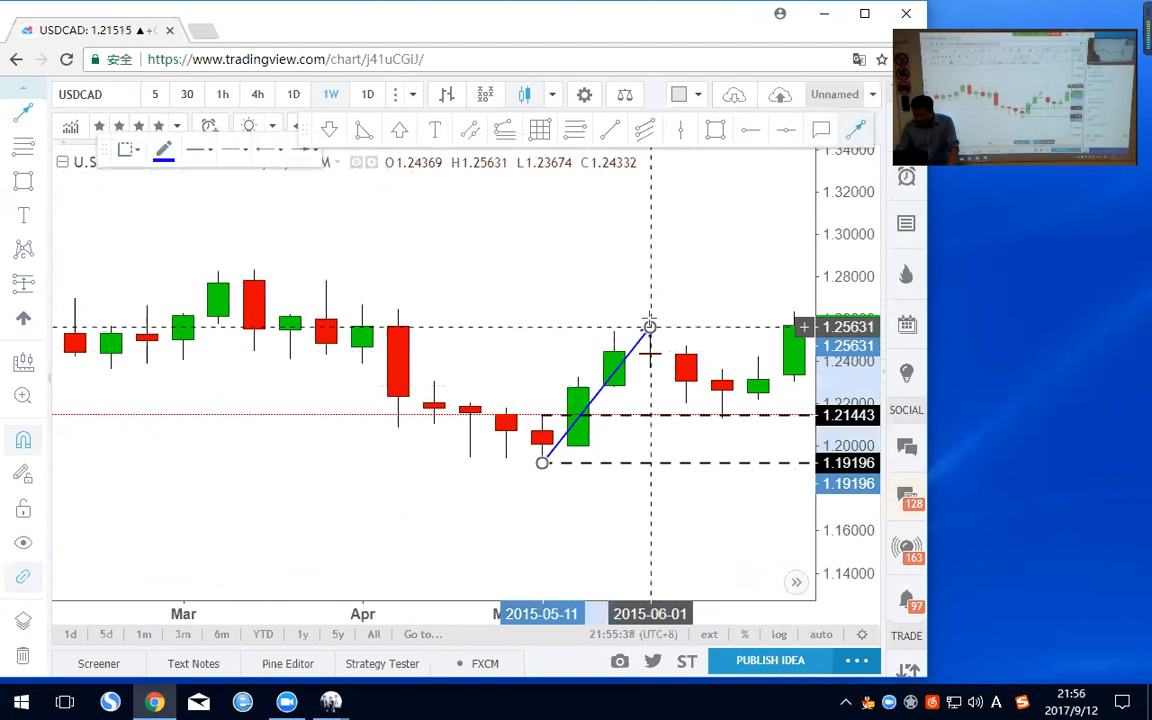 USDCAD: 1.21515 ▲+
安全 https://www.tradingview.com/chart/j41uCGiJ/
USDCAD 5 30 1h 4h 1D 1W 1D Unnamed
U.S. O1.24369 H1.25631 L1.23674 C1.24332
1.34000
1.32000
1.30000
1.28000
1.25631
1.25631
1.24000
1.22000
1.21443
1.20000
1.19196
1.19196
1.16000
1.14000
Mar Apr 2015-05-11 2015-06-01
1d 5d 1m 3m 6m YTD 1y 5y All Go to... 21:55:38 (UTC+8) ext % log auto
Screener Text Notes Pine Editor Strategy Tester FXCM ST PUBLISH IDEA
SOCIAL
128
163
97
TRADE
A
21:56
2017/9/12